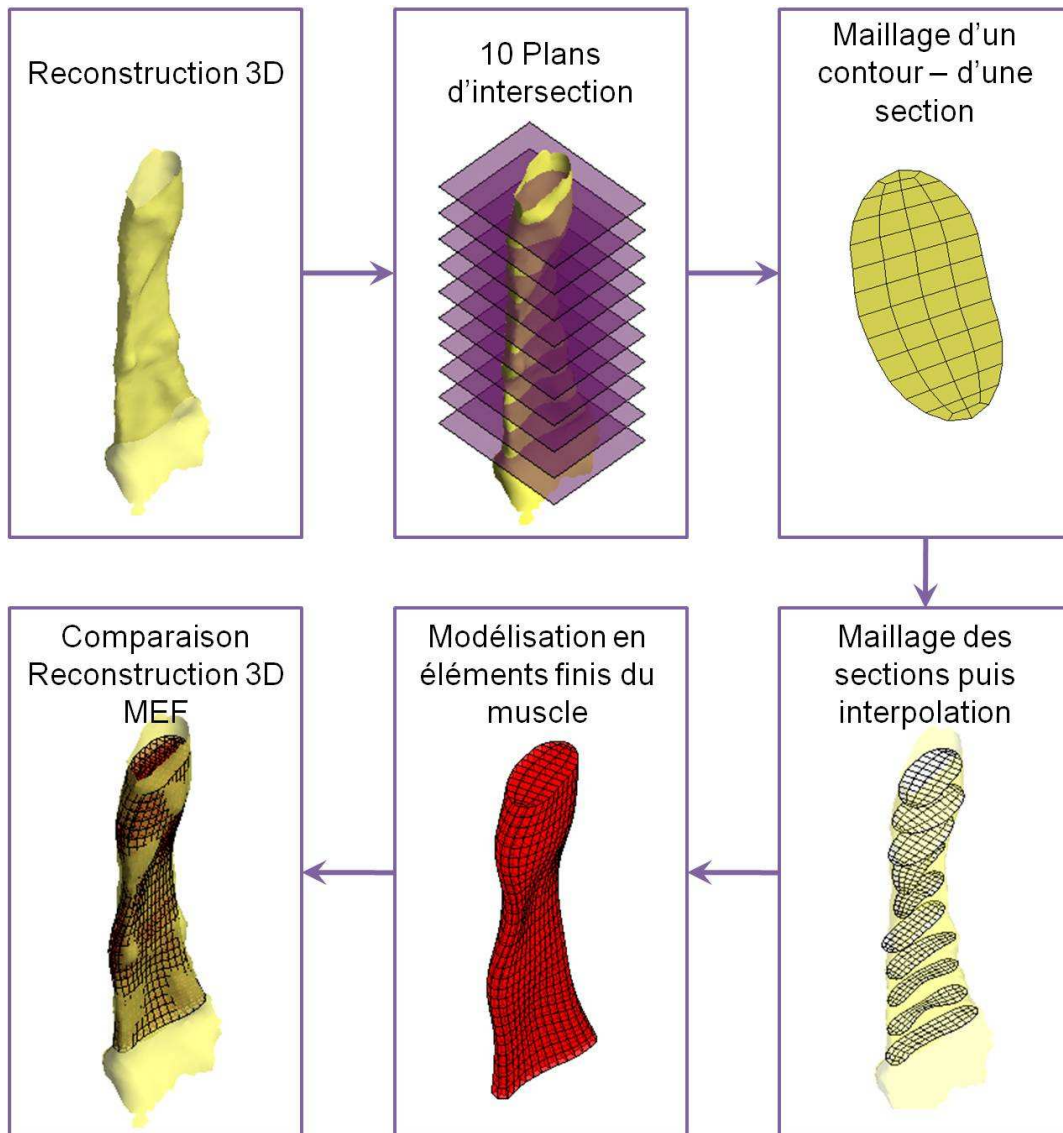 Reconstruction 3D
10 Plans
d'intersection
Maillage d'un
contour – d'une
section
Comparaison
Reconstruction 3D
MEF
Modélisation en
éléments finis du
muscle
Maillage des
sections puis
interpolation